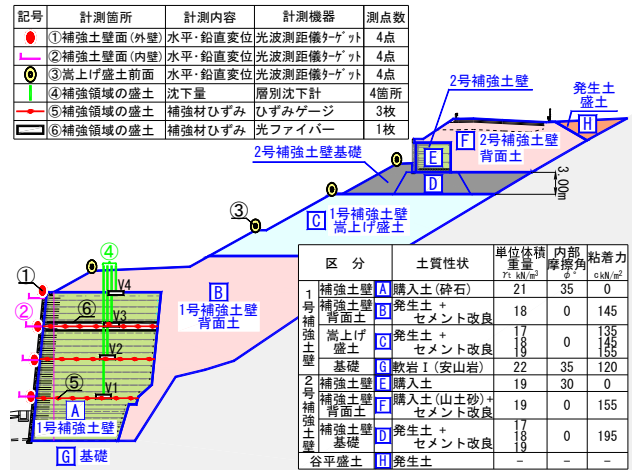 記号 計測箇所 計測内容 計測機器 測点数
①補強土壁面(外壁) 水平・鉛直変位 光波測距儀ターゲット 4点
②補強土壁面(内壁) 水平・鉛直変位 光波測距儀ターゲット 4点
③嵩上げ盛土前面 水平・鉛直変位 光波測距儀ターゲット 4点
④補強領域の盛土 沈下量 層別沈下計 4箇所
⑤補強領域の盛土 補強材ひずみ ひずみゲージ 3枚
⑥補強領域の盛土 補強材ひずみ 光ファイバー 1枚
2号補強土壁
発生土
盛土
H
F 2号補強土壁
背面土
E
2号補強土壁基礎
D
3.00m
③
C 1号補強土壁
嵩上げ盛土
④
①
V4
B
1号補強土壁
背面土
②
⑥
V3
V2
⑤
V1
A
1号補強土壁
G 基礎
区 分 土質性状 単位体積重量 γt kN/m³ 内部摩擦角 φ° 粘着力 c kN/m²
1号補強土壁
補強土壁 A 購入土(砕石) 21 35 0
補強土壁背面土 B 発生土 + セメント改良 18 0 145
嵩上げ盛土 C 発生土 + セメント改良 17 18 19 0 135 145 155
基礎 G 軟岩Ⅰ(安山岩) 22 35 120
2号補強土壁
補強土壁 E 購入土 19 30 0
補強土壁背面土 F 購入土(山土砂)+ セメント改良 19 0 155
補強土壁基礎 D 発生土 + セメント改良 17 18 19 0 195
谷平盛土 H 発生土 － － －